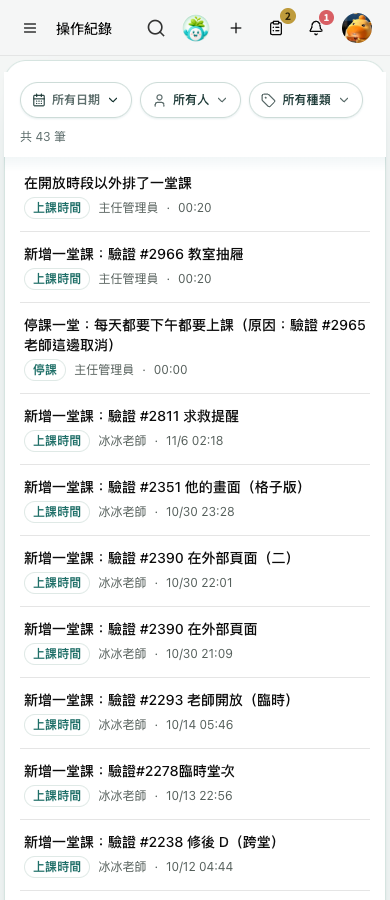 操作紀錄
2
1
所有日期
所有人
所有種類
共 43 筆
在開放時段以外排了一堂課
上課時間 主任管理員 · 00:20
新增一堂課：驗證 #2966 教室抽屜
上課時間 主任管理員 · 00:20
停課一堂：每天都要下午都要上課（原因：驗證 #2965
老師這邊取消）
停課 主任管理員 · 00:00
新增一堂課：驗證 #2811 求救提醒
上課時間 冰冰老師 · 11/6 02:18
新增一堂課：驗證 #2351 他的畫面（格子版）
上課時間 冰冰老師 · 10/30 23:28
新增一堂課：驗證 #2390 在外部頁面（二）
上課時間 冰冰老師 · 10/30 22:01
新增一堂課：驗證 #2390 在外部頁面
上課時間 冰冰老師 · 10/30 21:09
新增一堂課：驗證 #2293 老師開放（臨時）
上課時間 冰冰老師 · 10/14 05:46
新增一堂課：驗證#2278臨時堂次
上課時間 冰冰老師 · 10/13 22:56
新增一堂課：驗證 #2238 修後 D（跨堂）
上課時間 冰冰老師 · 10/12 04:44